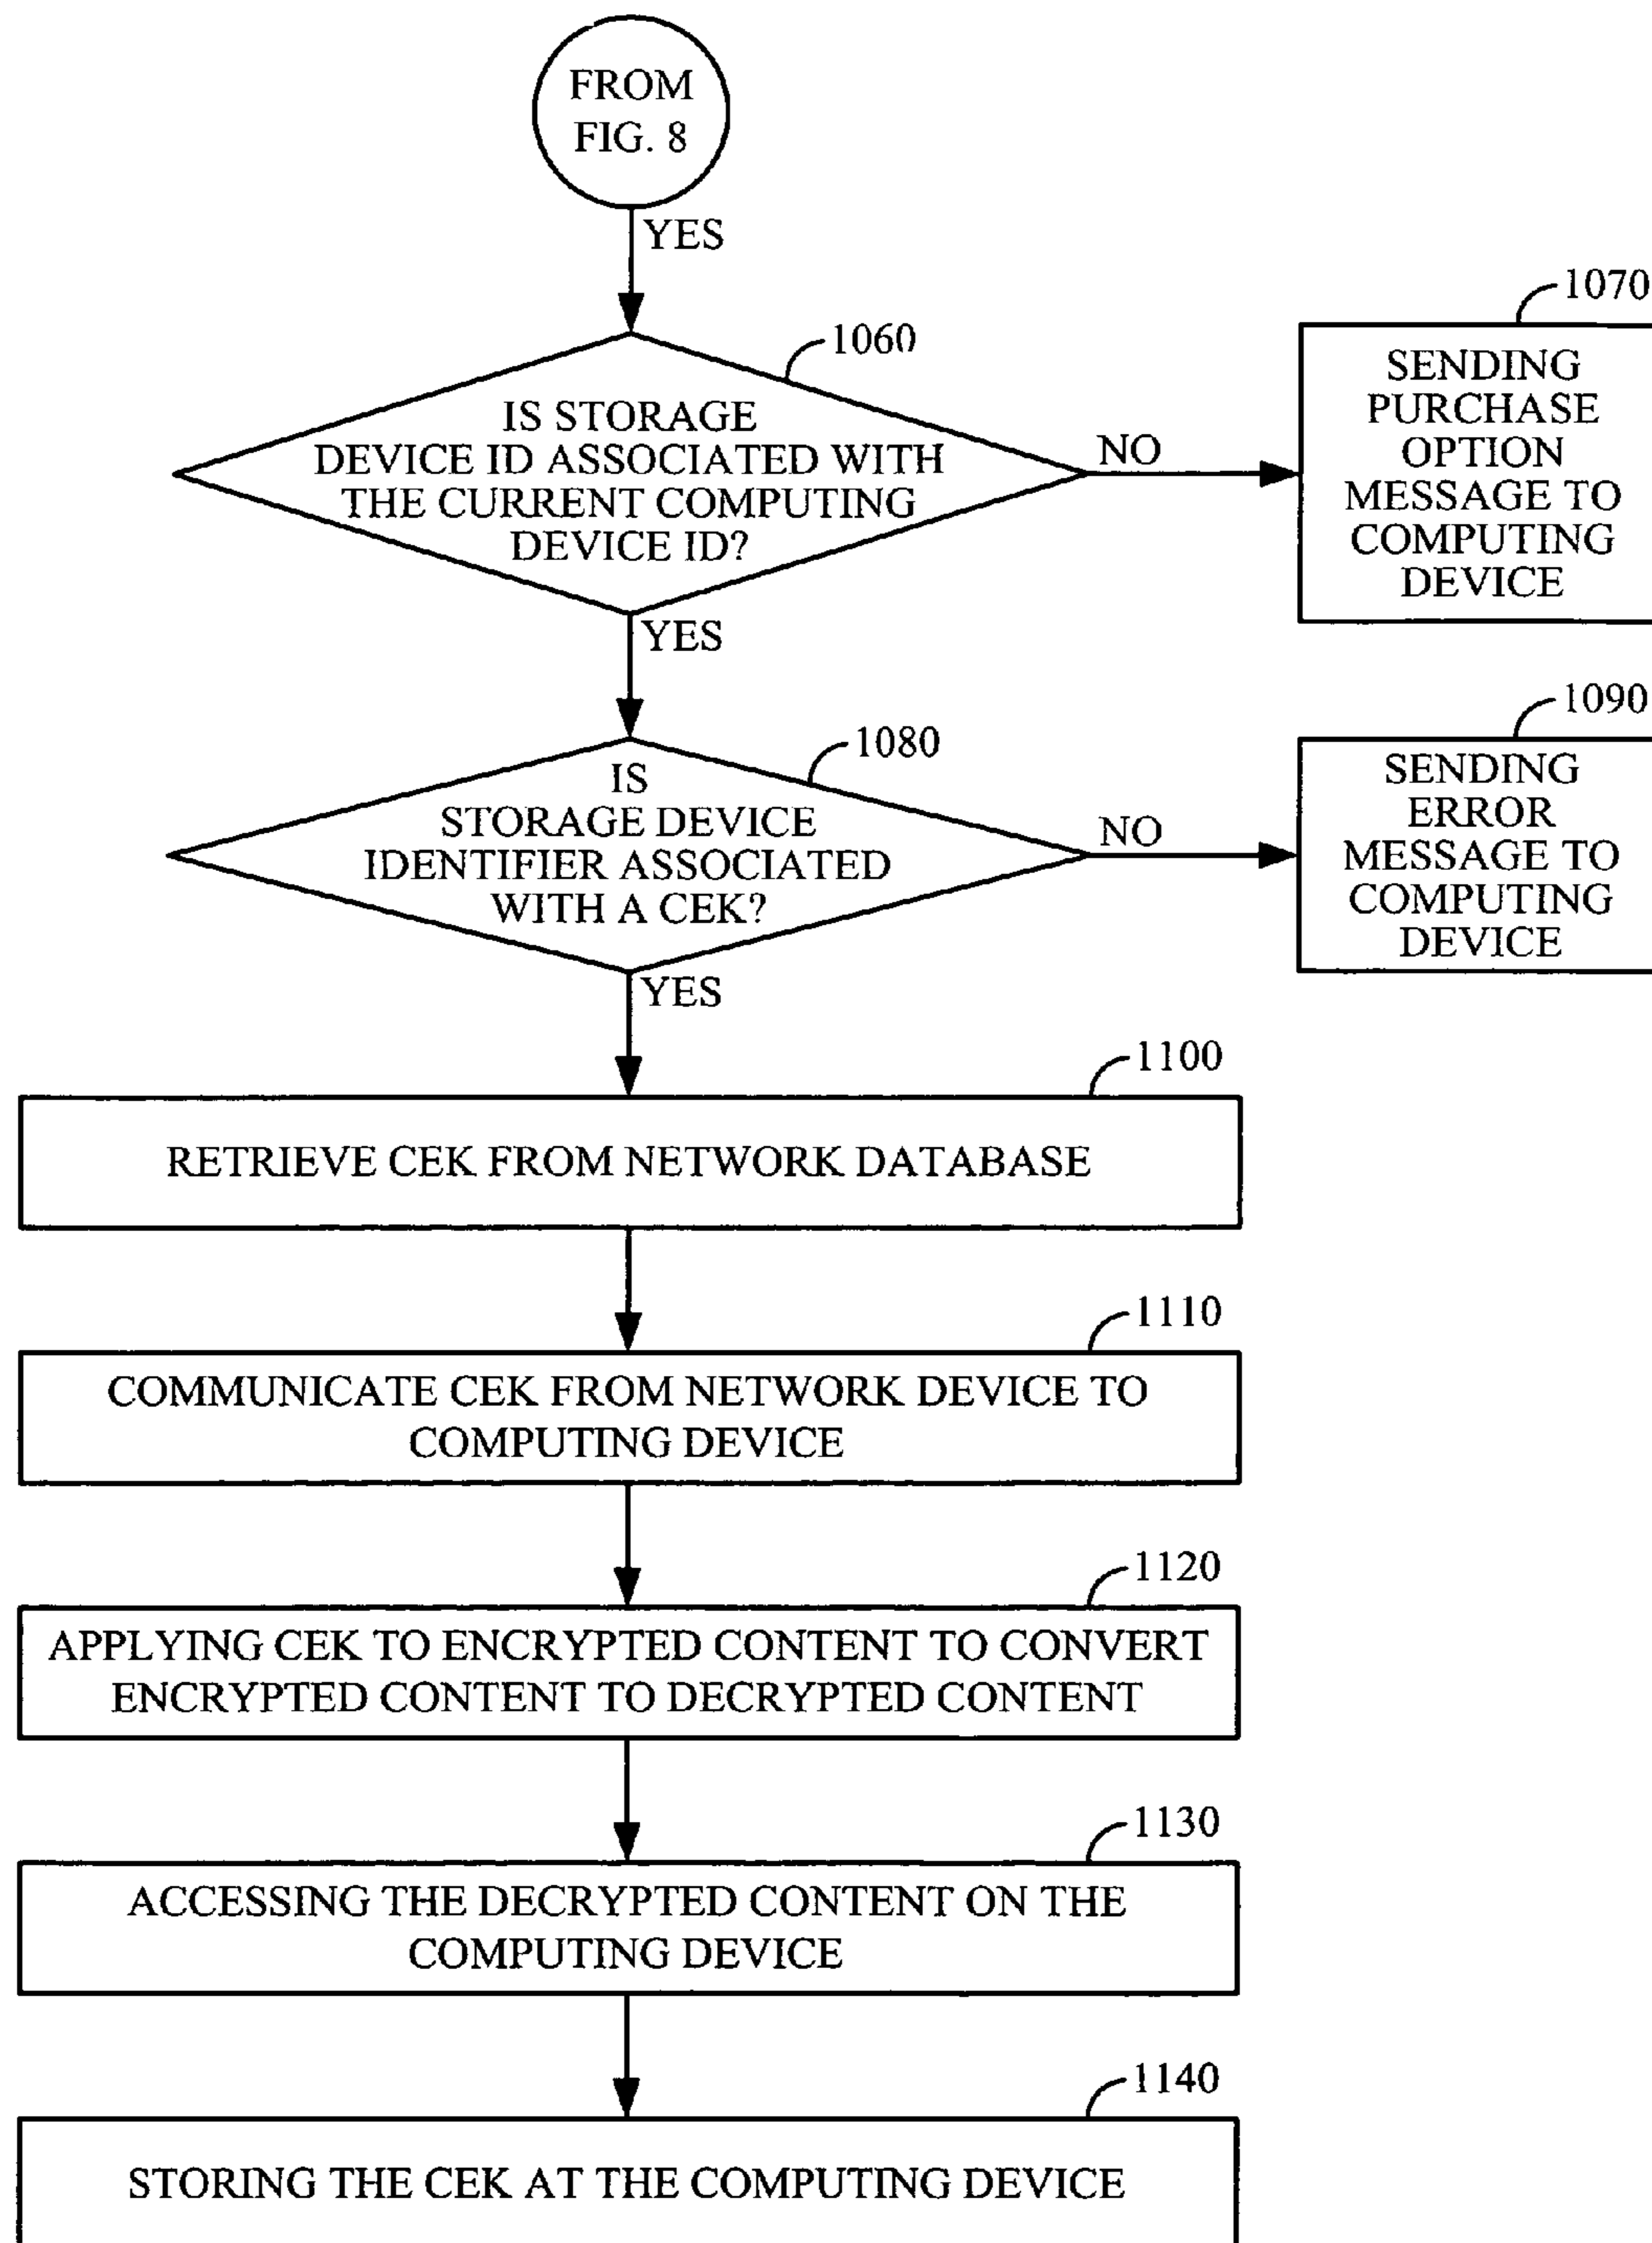 FROM
FIG. 8
YES
1060
IS STORAGE
DEVICE ID ASSOCIATED WITH
THE CURRENT COMPUTING
DEVICE ID?
NO
1070
SENDING
PURCHASE
OPTION
MESSAGE TO
COMPUTING
DEVICE
YES
1080
IS
STORAGE DEVICE
IDENTIFIER ASSOCIATED
WITH A CEK?
NO
1090
SENDING
ERROR
MESSAGE TO
COMPUTING
DEVICE
YES
1100
RETRIEVE CEK FROM NETWORK DATABASE
1110
COMMUNICATE CEK FROM NETWORK DEVICE TO
COMPUTING DEVICE
1120
APPLYING CEK TO ENCRYPTED CONTENT TO CONVERT
ENCRYPTED CONTENT TO DECRYPTED CONTENT
1130
ACCESSING THE DECRYPTED CONTENT ON THE
COMPUTING DEVICE
1140
STORING THE CEK AT THE COMPUTING DEVICE